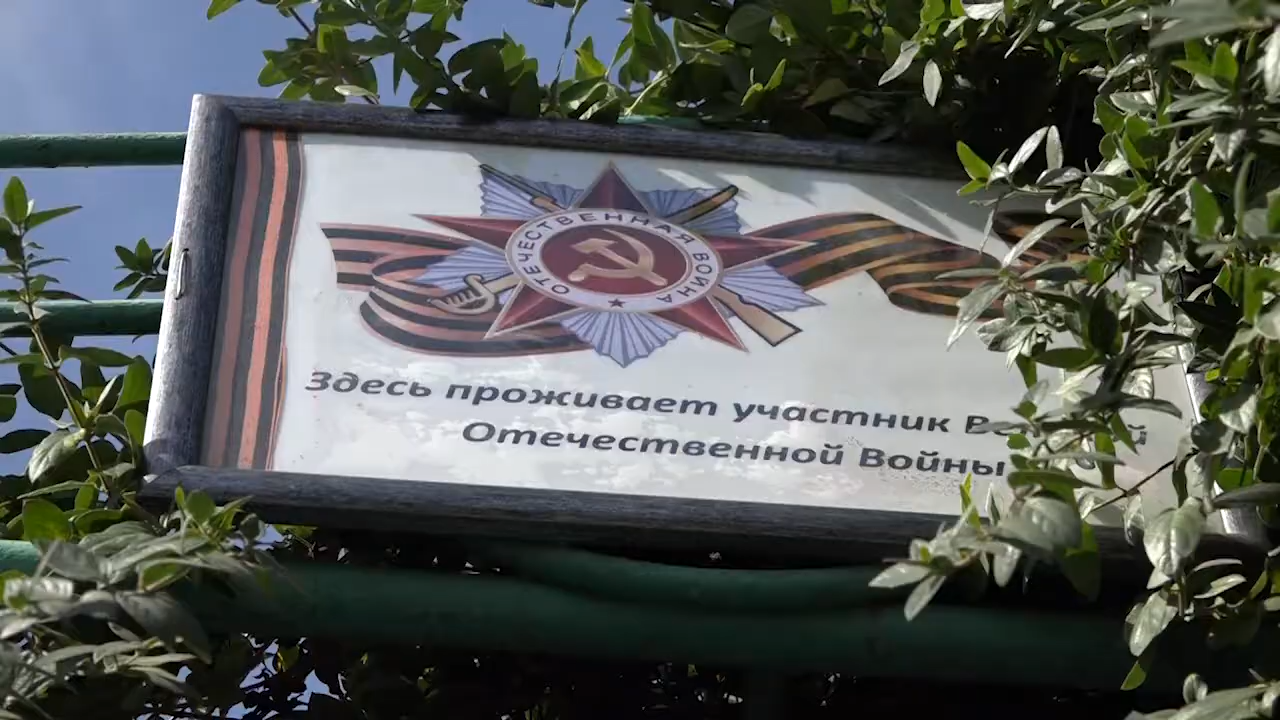 ОТЕЧЕСТВЕННАЯ ВОЙНА
Здесь проживает участник
Отечественной Войны